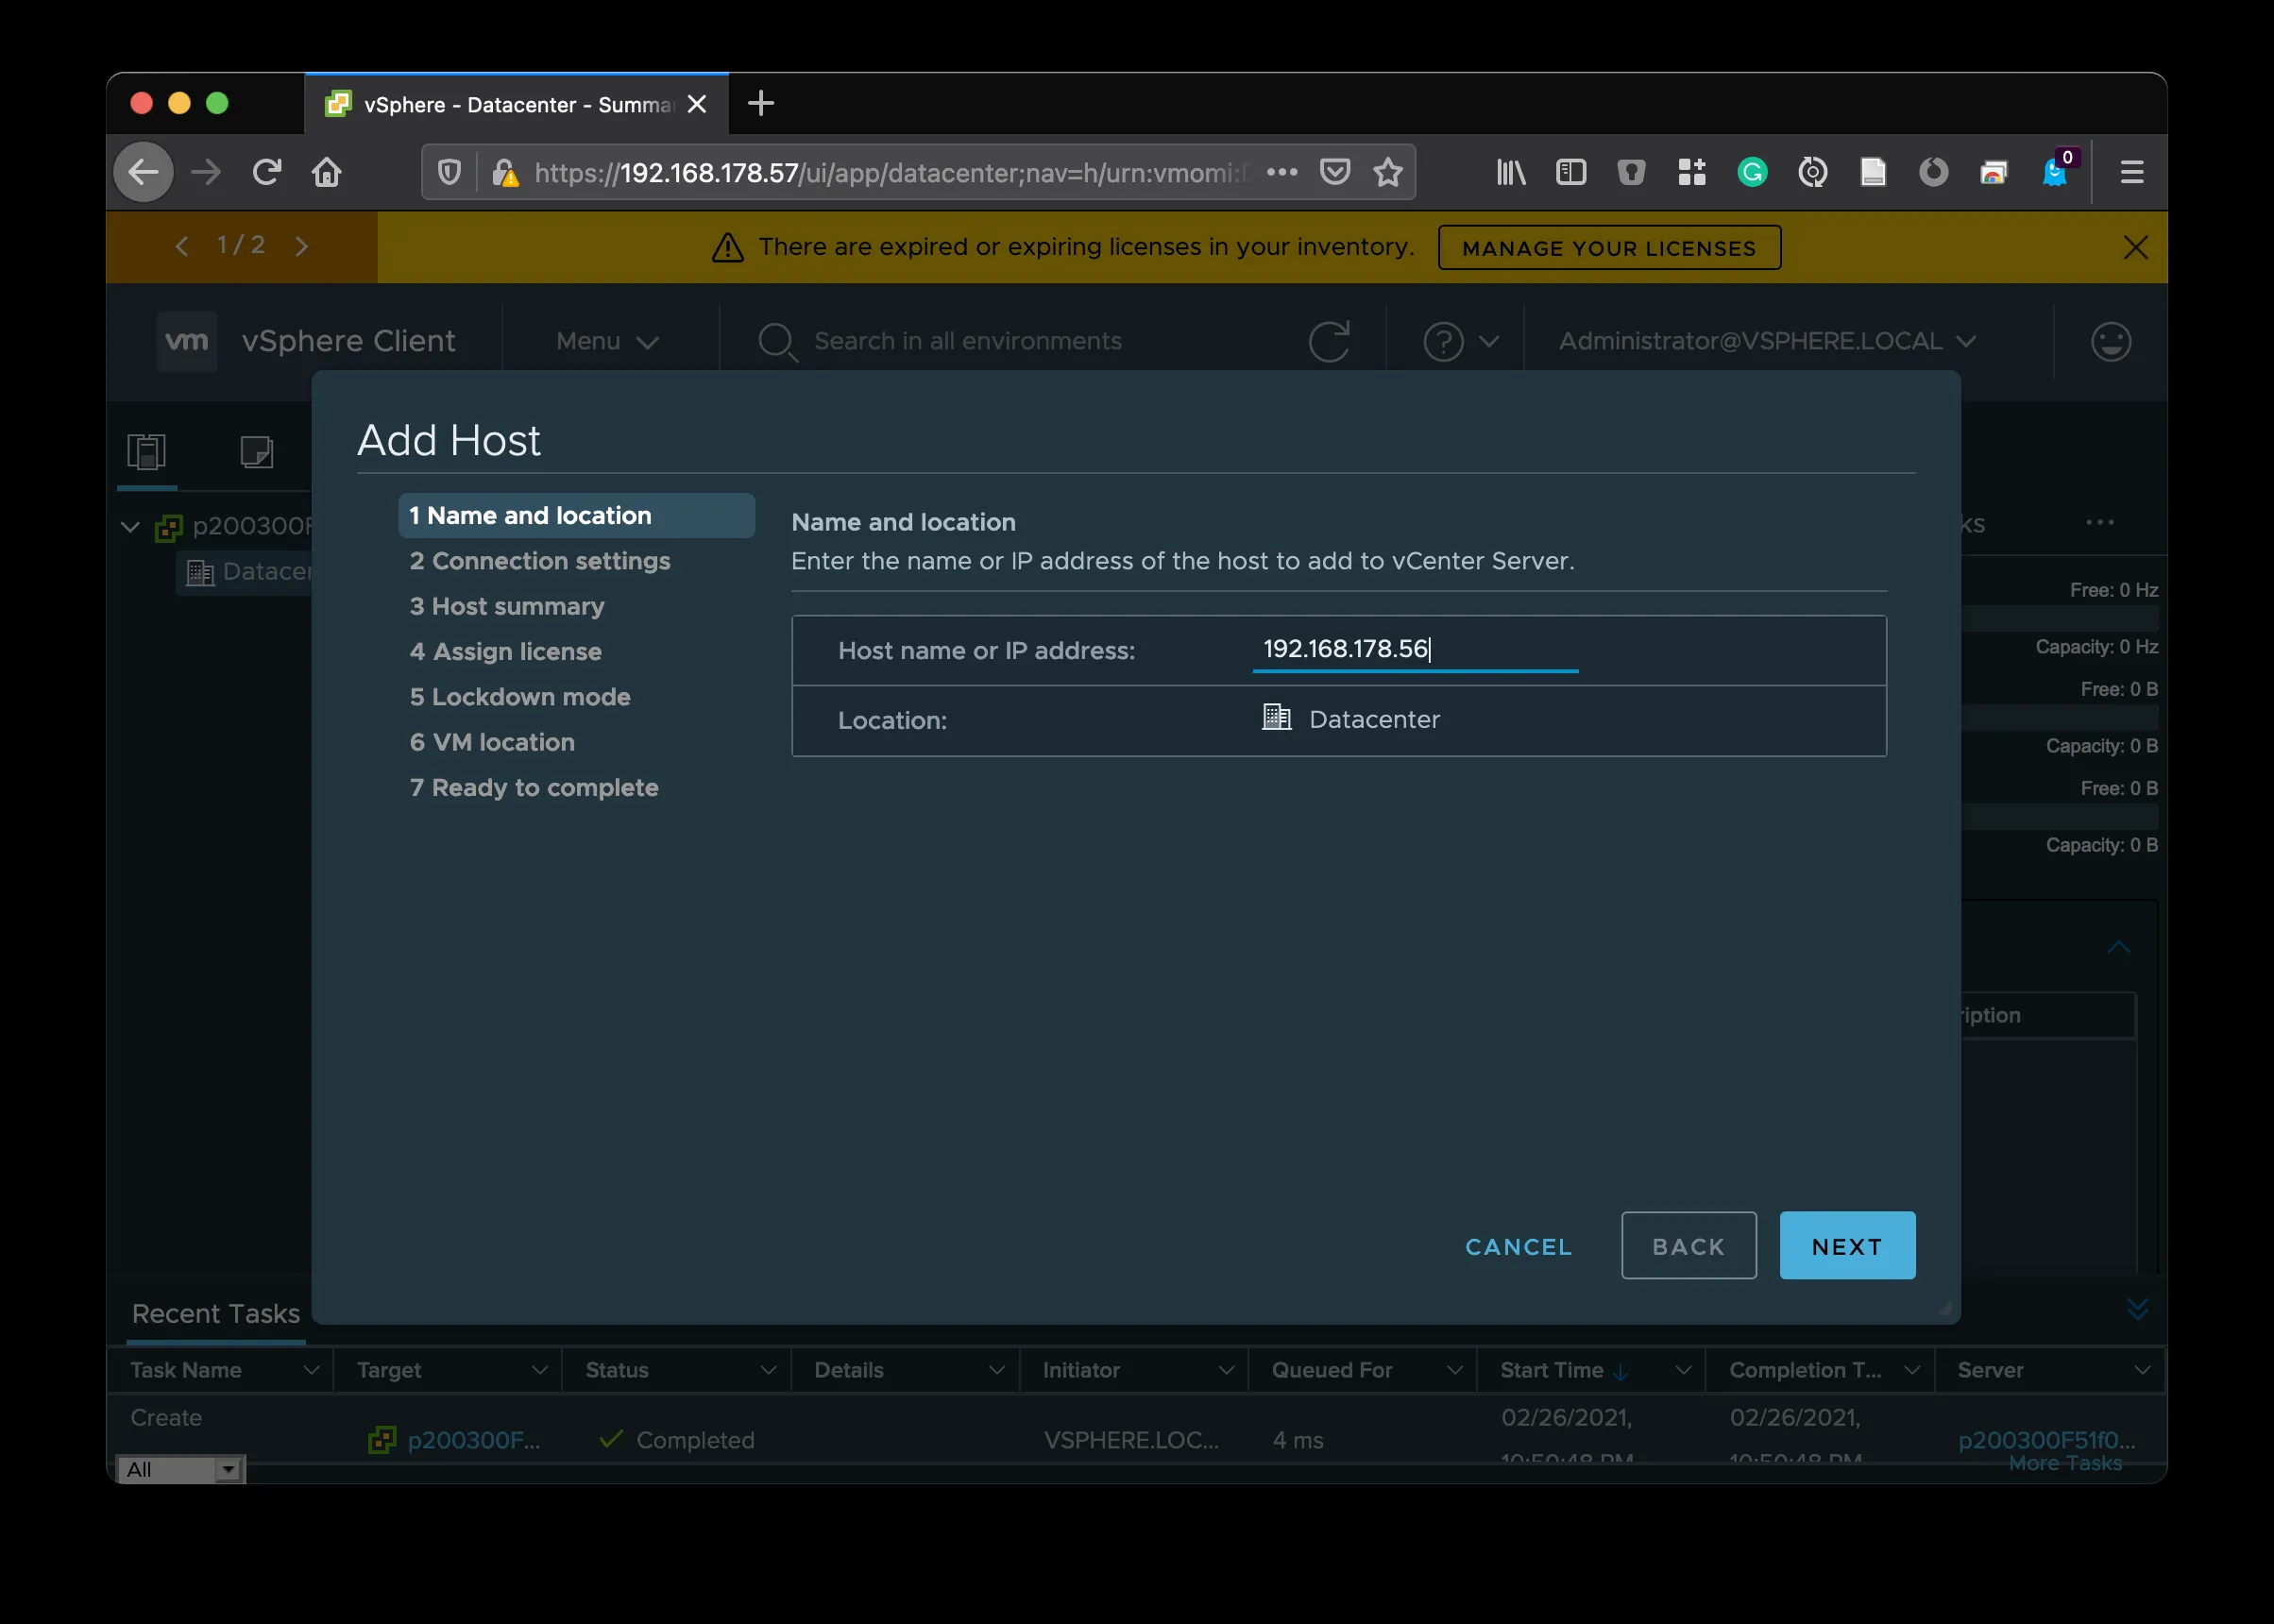 vSphere - Datacenter - Summa
https://192.168.178.57/ui/app/datacenter;nav=h/urn:vmomi:
0
1 / 2
There are expired or expiring licenses in your inventory.
MANAGE YOUR LICENSES
vm
vSphere Client
Menu
Search in all environments
Administrator@VSPHERE.LOCAL
Add Host
p200300F
Datacen
ks
1 Name and location
2 Connection settings
3 Host summary
4 Assign license
5 Lockdown mode
6 VM location
7 Ready to complete
Name and location
Enter the name or IP address of the host to add to vCenter Server.
Host name or IP address: 192.168.178.56
Location: Datacenter
Free: 0 Hz
Capacity: 0 Hz
Free: 0 B
Capacity: 0 B
Free: 0 B
Capacity: 0 B
ription
CANCEL
BACK
NEXT
Recent Tasks
Task Name Target Status Details Initiator Queued For Start Time Completion T... Server
Create
p200300F...
Completed
VSPHERE.LOC...
4 ms
02/26/2021,
10:50:48 PM
02/26/2021,
10:50:48 PM
p200300F51f0...
All
More Tasks